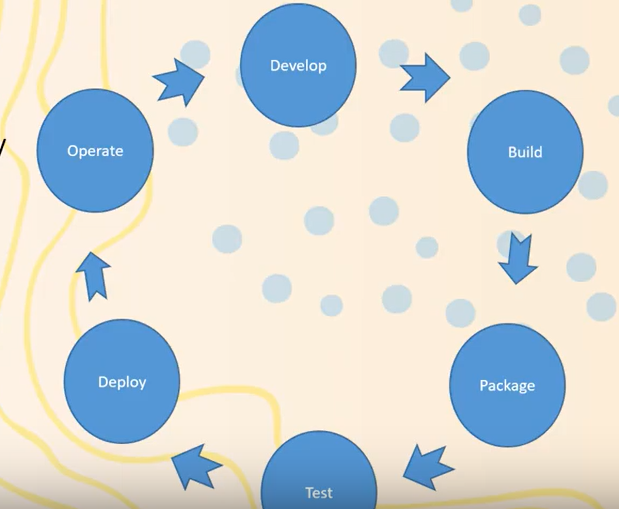 Develop
Operate
Build
Deploy
Package
Test